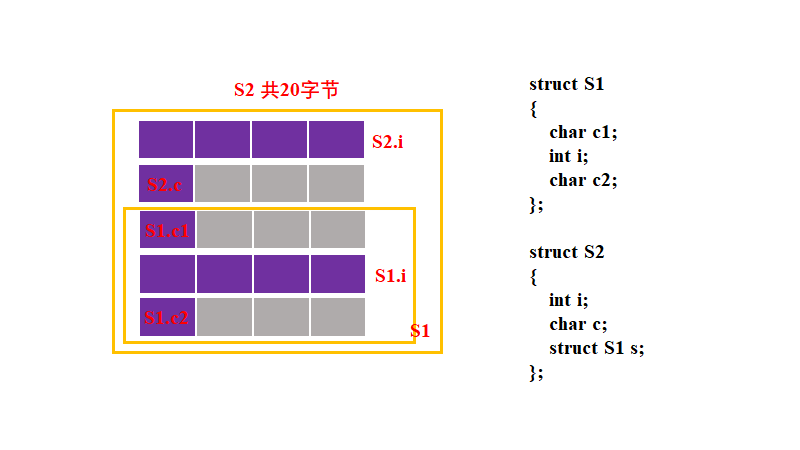 S2 共20字节
S2.i
S2.c
S1.c1
S1.i
S1.c2
S1
struct S1
{
char c1;
int i;
char c2;
};
struct S2
{
int i;
char c;
struct S1 s;
};